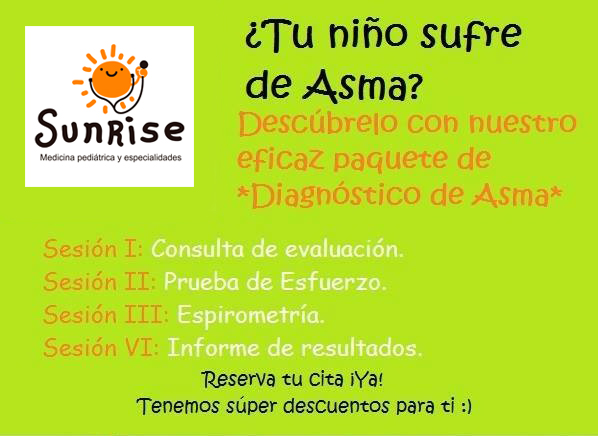 ¿Tu niño sufre
de Asma?
SunRise
Medicina pediátrica y especialidades
Descúbrelo con nuestro
eficaz paquete de
*Diagnóstico de Asma*
Sesión I: Consulta de evaluación.
Sesión II: Prueba de Esfuerzo.
Sesión III: Espirometría.
Sesión VI: Informe de resultados.
Reserva tu cita ¡Ya!
Tenemos súper descuentos para ti :)